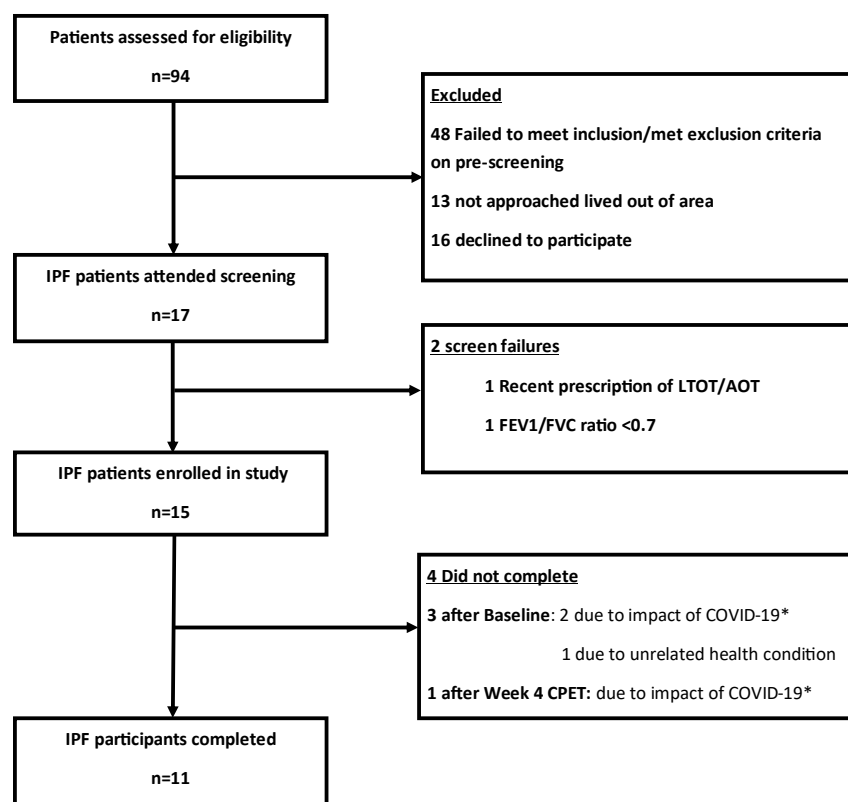 Patients assessed for eligibility
n=94
Excluded
48 Failed to meet inclusion/met exclusion criteria
on pre-screening
13 not approached lived out of area
16 declined to participate
IPF patients attended screening
n=17
2 screen failures
1 Recent prescription of LTOT/AOT
1 FEV1/FVC ratio <0.7
IPF patients enrolled in study
n=15
4 Did not complete
3 after Baseline: 2 due to impact of COVID-19*
1 due to unrelated health condition
1 after Week 4 CPET: due to impact of COVID-19*
IPF participants completed
n=11